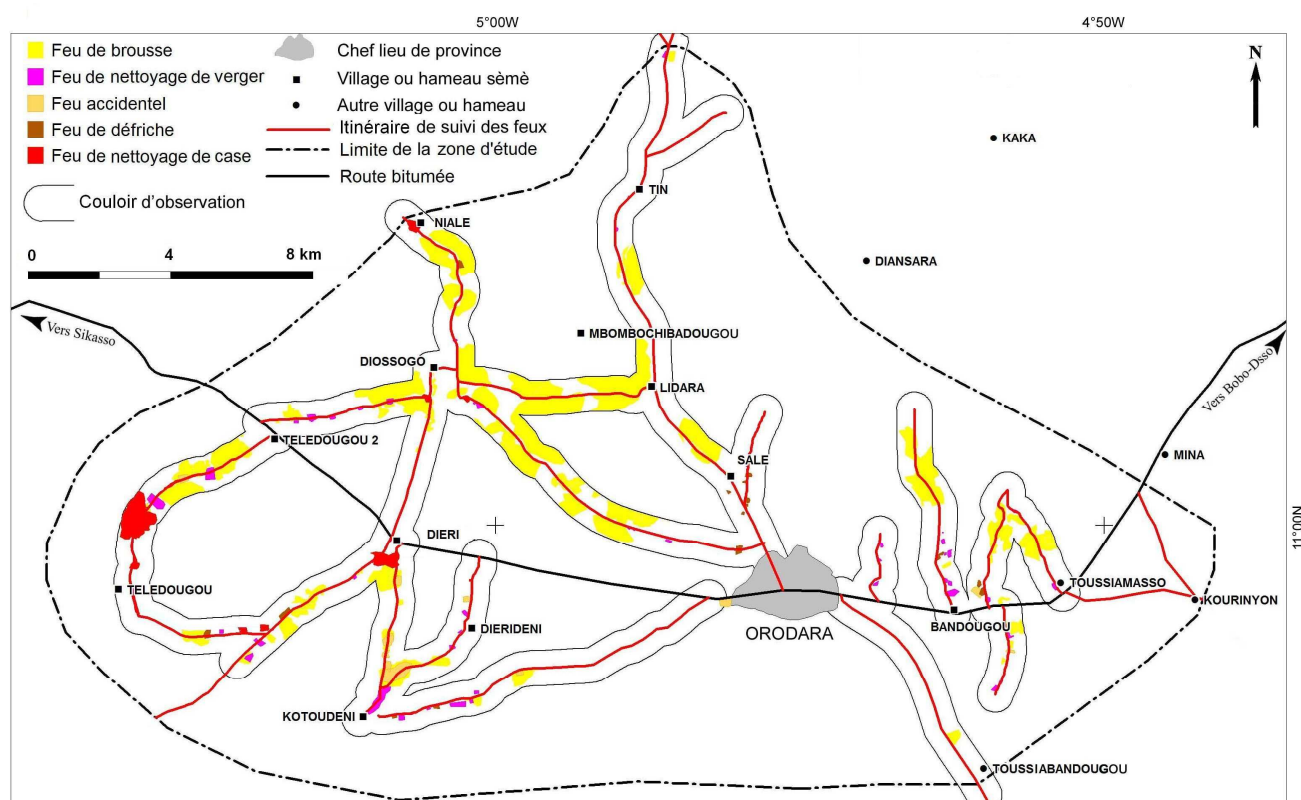 5°00W
4°50W
Feu de brousse
Feu de nettoyage de verger
Feu accidentel
Feu de défriche
Feu de nettoyage de case
Couloir d'observation
Chef lieu de province
Village ou hameau sèmè
Autre village ou hameau
Itinéraire de suivi des feux
Limite de la zone d'étude
Route bitumée
0 4 8 km
N
KAKA
TIN
NIALE
DIANSARA
Vers Sikasso
MBOMBOCHIBADOUGOU
Vers Bobo-Dsso
DIOSSOGO
LIDARA
TELEDOUGOU 2
SALE
MINA
11°00N
DIERI
TELEDOUGOU
TOUSSIAMASSO
KOURINYON
DIERIDENI
BANDOUGOU
ORODARA
KOTOUDENI
TOUSSIABANDOUGOU